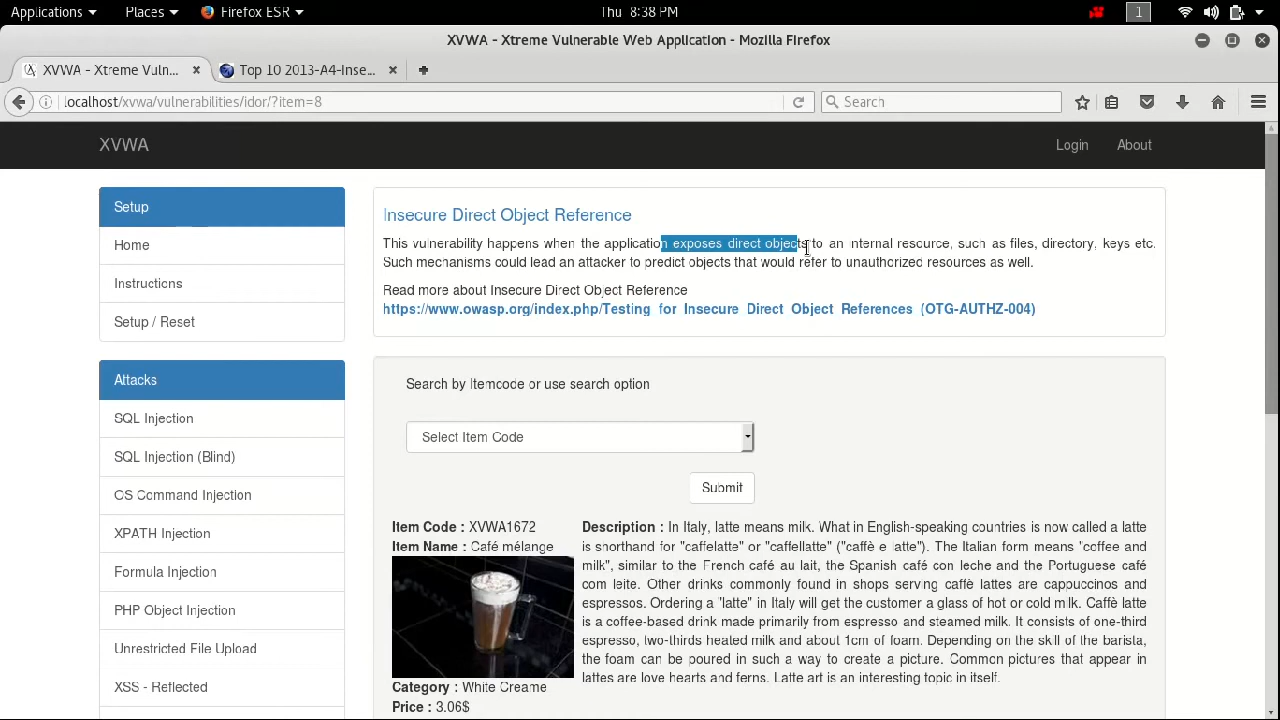 Applications Places Firefox ESR Thu 8:38 PM 1
XVWA - Xtreme Vulnerable Web Application - Mozilla Firefox
XVWA - Xtreme Vuln... Top 10 2013-A4-Inse...
localhost/xvwa/vulnerabilities/idor/?item=8 Search
XVWA Login About
Setup
Home
Instructions
Setup / Reset
Attacks
SQL Injection
SQL Injection (Blind)
OS Command Injection
XPATH Injection
Formula Injection
PHP Object Injection
Unrestricted File Upload
XSS - Reflected
Insecure Direct Object Reference
This vulnerability happens when the application exposes direct objects to an internal resource, such as files, directory, keys etc.
Such mechanisms could lead an attacker to predict objects that would refer to unauthorized resources as well.
Read more about Insecure Direct Object Reference
https://www.owasp.org/index.php/Testing_for_Insecure_Direct_Object_References_(OTG-AUTHZ-004)
Search by Itemcode or use search option
Select Item Code
Submit
Item Code : XVWA1672
Item Name : Café mélange
Category : White Creame
Price : 3.06$
Description : In Italy, latte means milk. What in English-speaking countries is now called a latte
is shorthand for "caffelatte" or "caffellatte" ("caffè e latte"). The Italian form means "coffee and
milk", similar to the French café au lait, the Spanish café con leche and the Portuguese café
com leite. Other drinks commonly found in shops serving caffè lattes are cappuccinos and
espressos. Ordering a "latte" in Italy will get the customer a glass of hot or cold milk. Caffè latte
is a coffee-based drink made primarily from espresso and steamed milk. It consists of one-third
espresso, two-thirds heated milk and about 1cm of foam. Depending on the skill of the barista,
the foam can be poured in such a way to create a picture. Common pictures that appear in
lattes are love hearts and ferns. Latte art is an interesting topic in itself.